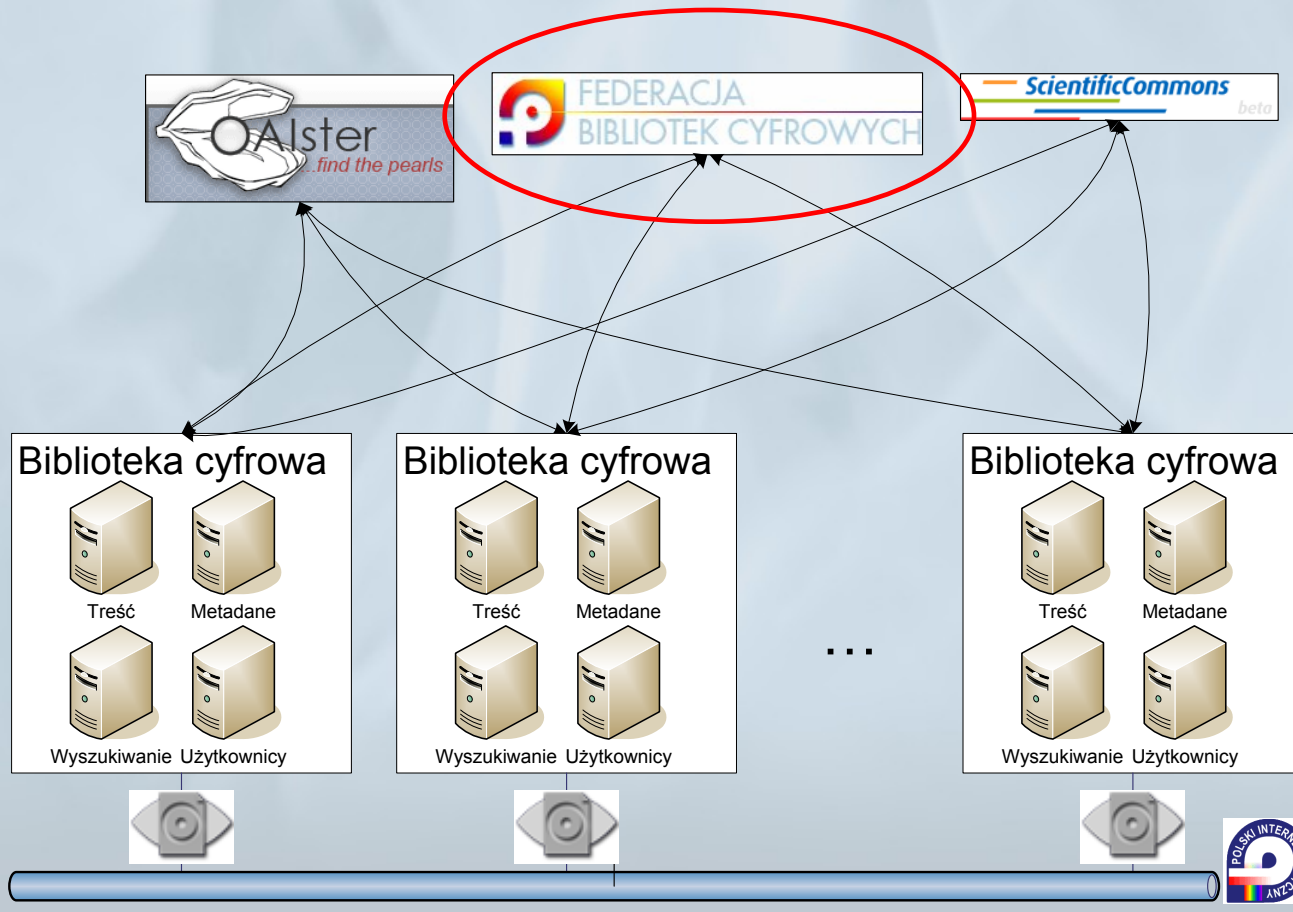 OAIster
...find the pearls
FEDERACJA
BIBLIOTEK CYFROWYCH
ScientificCommons
beta
Biblioteka cyfrowa
Treść Metadane
Wyszukiwanie Użytkownicy
Biblioteka cyfrowa
Treść Metadane
Wyszukiwanie Użytkownicy
...
Biblioteka cyfrowa
Treść Metadane
Wyszukiwanie Użytkownicy
POLSKI